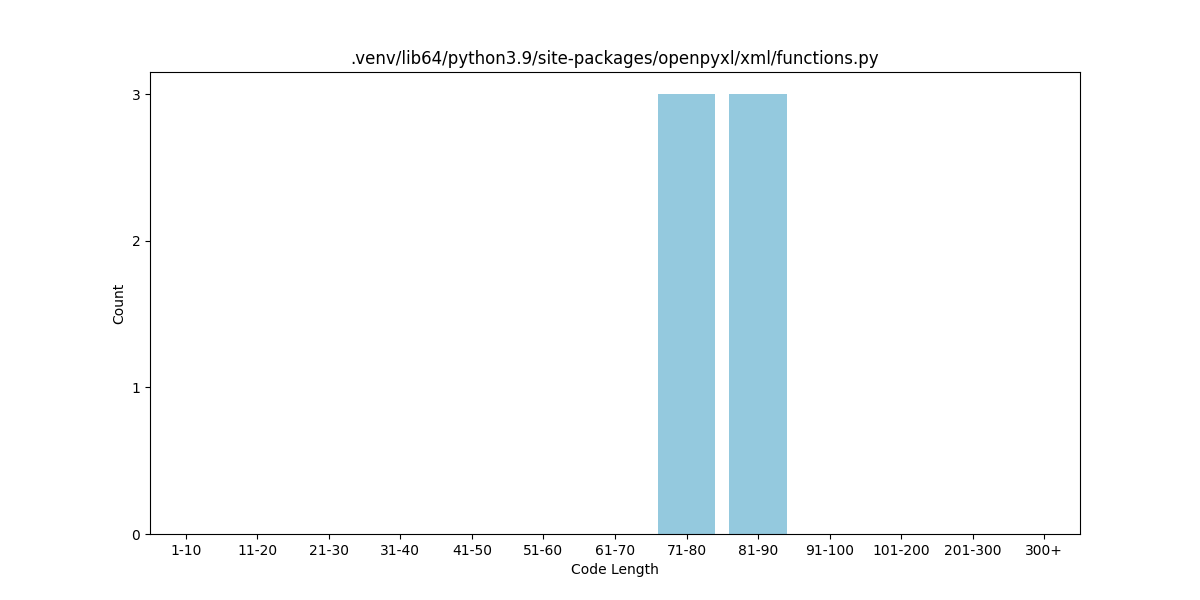 .venv/lib64/python3.9/site-packages/openpyxl/xml/functions.py
3
2
1
0
Count
1-10 11-20 21-30 31-40 41-50 51-60 61-70 71-80 81-90 91-100 101-200 201-300 300+
Code Length